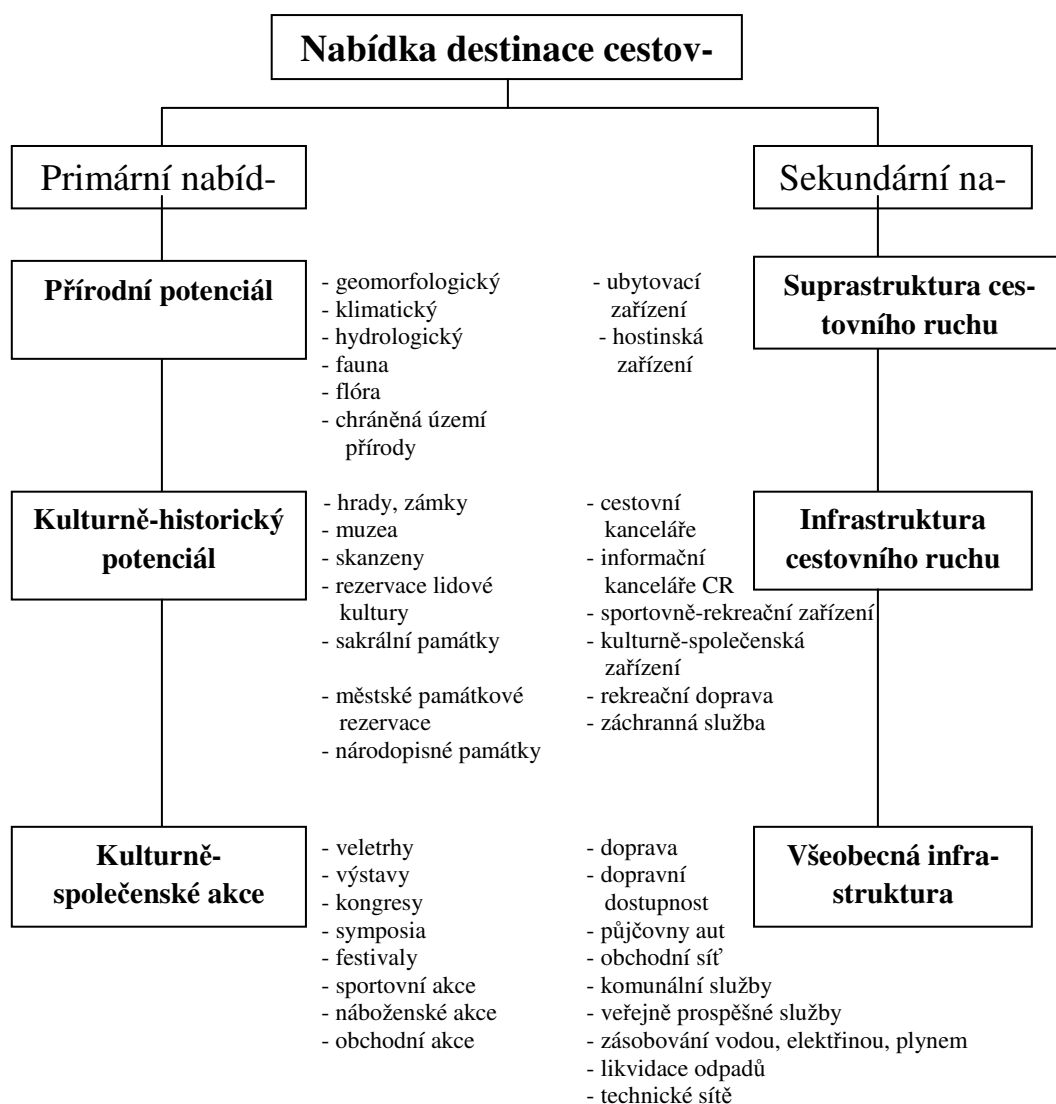 Nabídka destinace cestov-
Primární nabíd-
Sekundární na-
Přírodní potenciál
- geomorfologický
- klimatický
- hydrologický
- fauna
- flóra
- chráněná území
přírody
- ubytovací
zařízení
- hostinská
zařízení
Suprastruktura ces-
tovního ruchu
Kulturně-historický
potenciál
- hrady, zámky
- muzea
- skanzeny
- rezervace lidové
kultury
- sakrální památky
- městské památkové
rezervace
- národopisné památky
- cestovní
kanceláře
- informační
kanceláře CR
- sportovně-rekreační zařízení
- kulturně-společenská
zařízení
- rekreační doprava
- záchranná služba
Infrastruktura
cestovního ruchu
Kulturně-
společenské akce
- veletrhy
- výstavy
- kongresy
- symposia
- festivaly
- sportovní akce
- náboženské akce
- obchodní akce
- doprava
- dopravní
dostupnost
- půjčovny aut
- obchodní síť
- komunální služby
- veřejně prospěšné služby
- zásobování vodou, elektřinou, plynem
- likvidace odpadů
- technické sítě
Všeobecná infra-
struktura